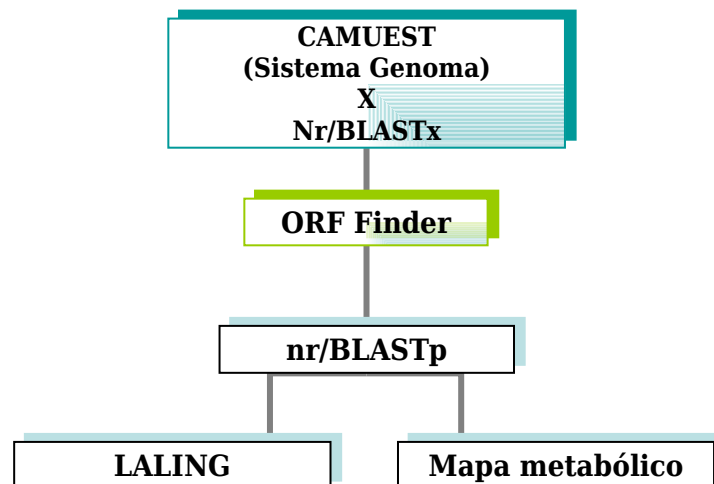 CAMUEST
(Sistema Genoma)
X
Nr/BLASTx
ORF Finder
nr/BLASTp
LALING
Mapa metabólico